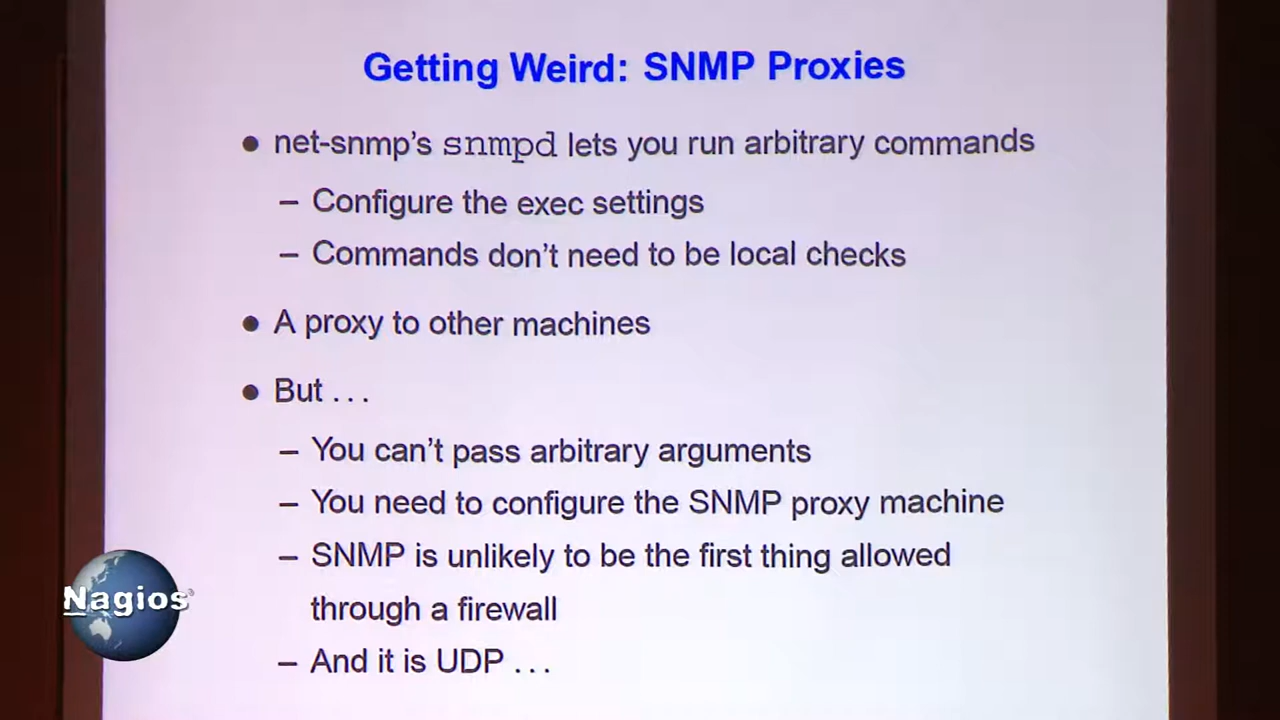 Getting Weird: SNMP Proxies
● net-snmp's snmpd lets you run arbitrary commands
– Configure the exec settings
– Commands don't need to be local checks
● A proxy to other machines
● But . . .
– You can't pass arbitrary arguments
– You need to configure the SNMP proxy machine
– SNMP is unlikely to be the first thing allowed
through a firewall
– And it is UDP . . .
Nagios®